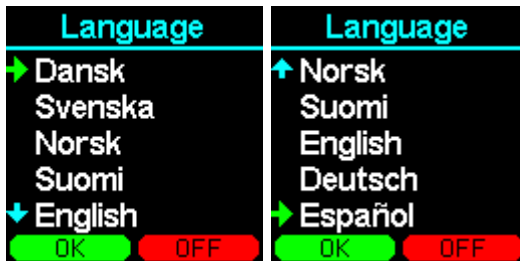 Language
Dansk
Svenska
Norsk
Suomi
English
OK OFF
Language
Norsk
Suomi
English
Deutsch
Español
OK OFF